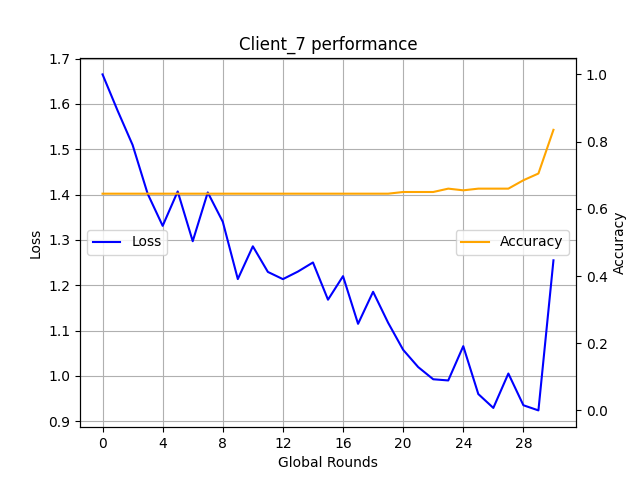 Client_7 performance
1.7
1.6
1.5
1.4
1.3
1.2
1.1
1.0
0.9
Loss
Loss
Accuracy
1.0
0.8
0.6
0.4
0.2
0.0
Accuracy
0 4 8 12 16 20 24 28
Global Rounds